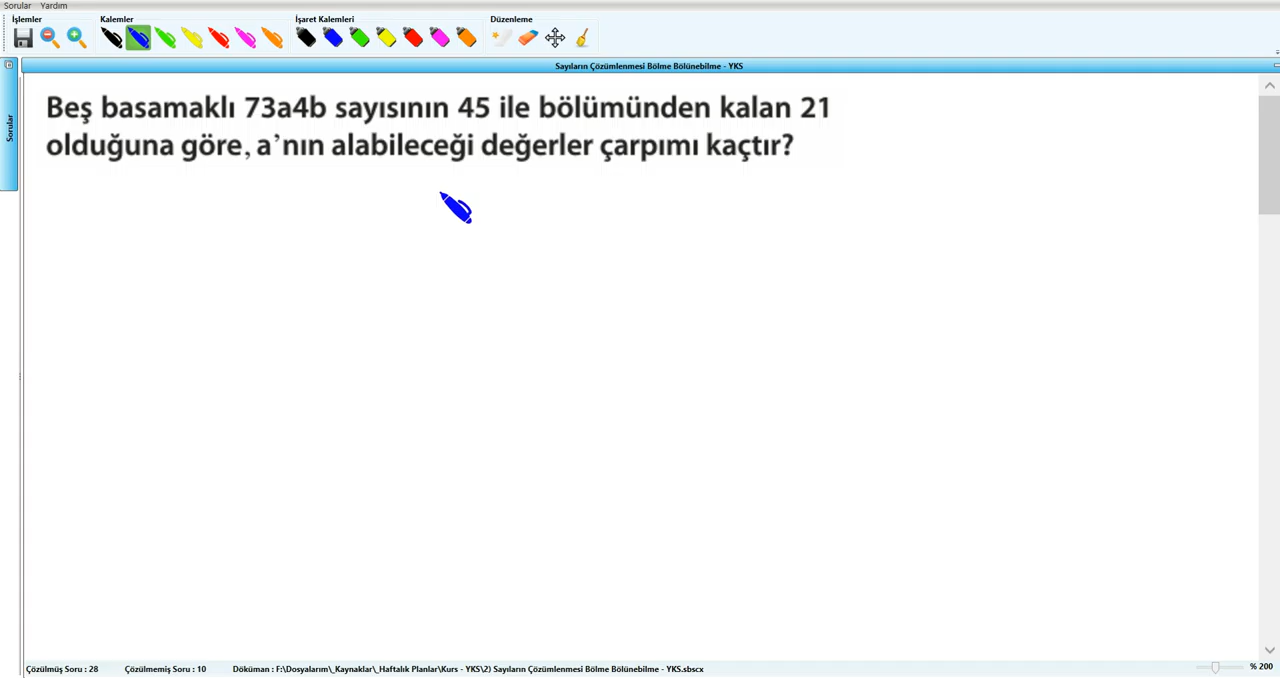 Sorular Yardım
İşlemler Kalemler İşaret Kalemleri Düzenleme
Sayıların Çözümlenmesi Bölme Bölünebilme - YKS
Sorular
Beş basamaklı 73a4b sayısının 45 ile bölümünden kalan 21
olduğuna göre, a'nın alabileceği değerler çarpımı kaçtır?
Çözülmüş Soru : 28 Çözülmemiş Soru : 10 Döküman : F:\Dosyalarım\_Kaynaklar\_Haftalık Planlar\Kurs - YKS\2) Sayıların Çözümlenmesi Bölme Bölünebilme - YKS.sbscx % 200